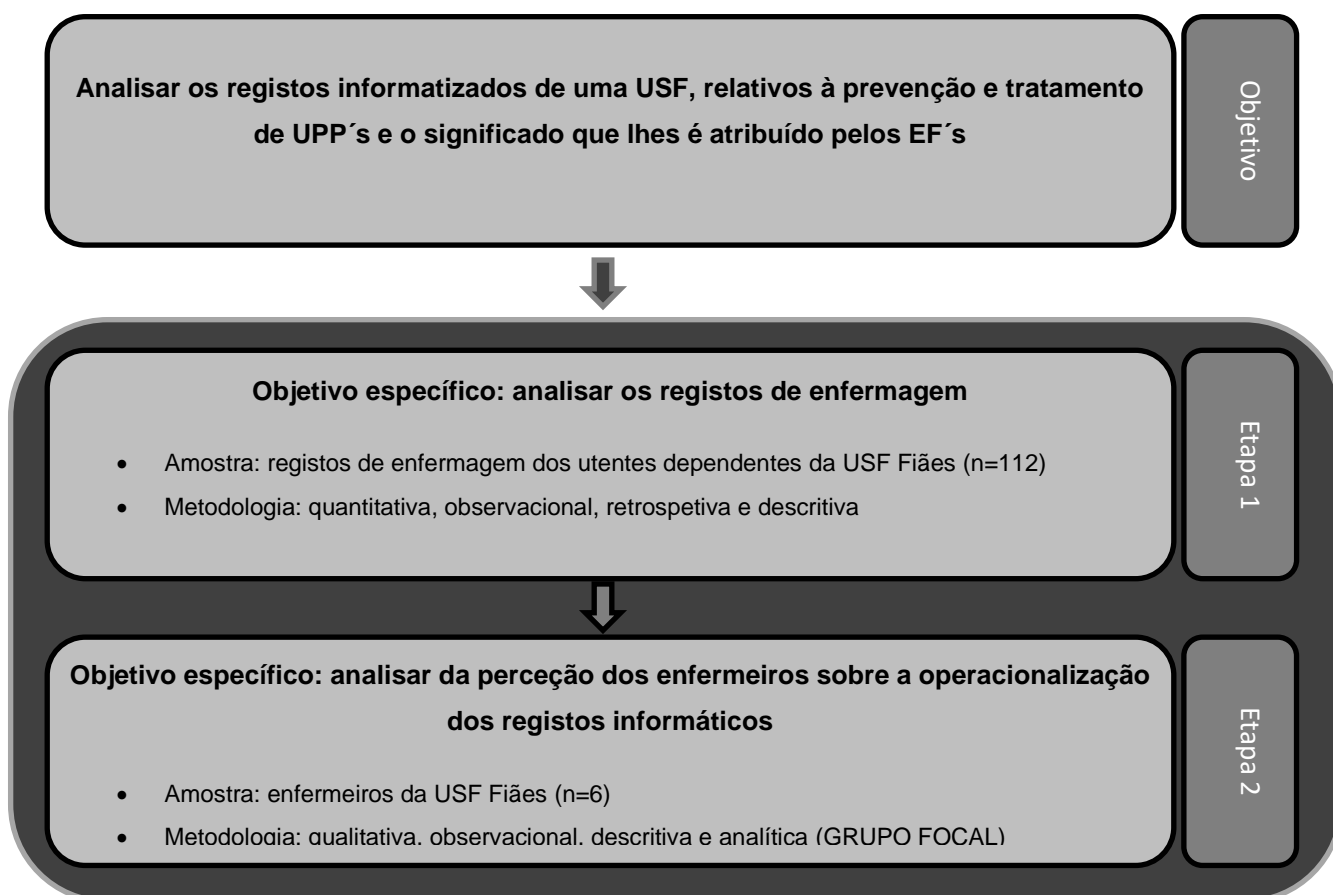 Analisar os registos informatizados de uma USF, relativos à prevenção e tratamento
de UPP´s e o significado que lhes é atribuído pelos EF´s
Objetivo
Objetivo específico: analisar os registos de enfermagem
• Amostra: registos de enfermagem dos utentes dependentes da USF Fiães (n=112)
• Metodologia: quantitativa, observacional, retrospetiva e descritiva
Etapa 1
Objetivo específico: analisar da perceção dos enfermeiros sobre a operacionalização
dos registos informáticos
• Amostra: enfermeiros da USF Fiães (n=6)
• Metodologia: qualitativa, observacional, descritiva e analítica (GRUPO FOCAL)
Etapa 2